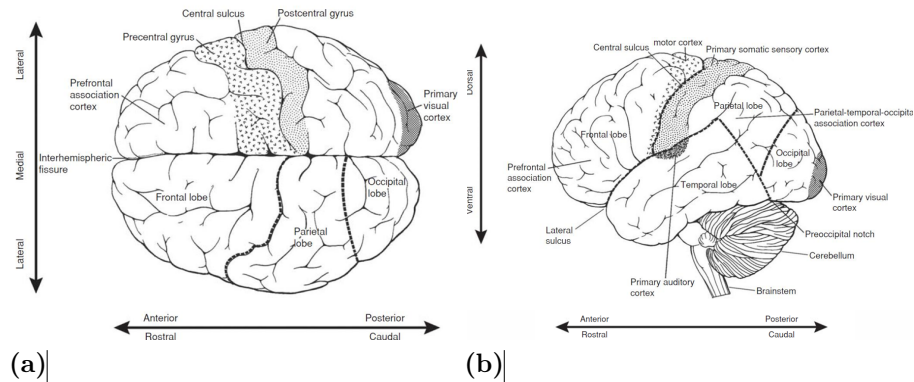 Central sulcus
Postcentral gyrus
Precentral gyrus
Lateral
Prefrontal
association
cortex
Primary
visual
cortex
Medial
Interhemispheric
fissure
Frontal lobe
Occipital
lobe
Parietal
lobe
Lateral
Anterior
Posterior
Rostral
Caudal
(a)
motor cortex
Central sulcus
Primary somatic sensory cortex
Dorsal
Parietal lobe
Parietal-temporal-occipita
association cortex
Frontal lobe
Occipital
lobe
Prefrontal
association
cortex
Temporal lobe
Ventral
Primary visual
cortex
Lateral
sulcus
Preoccipital notch
Cerebellum
Primary auditory
cortex
Brainstem
Anterior
Posterior
Rostral
Caudal
(b)